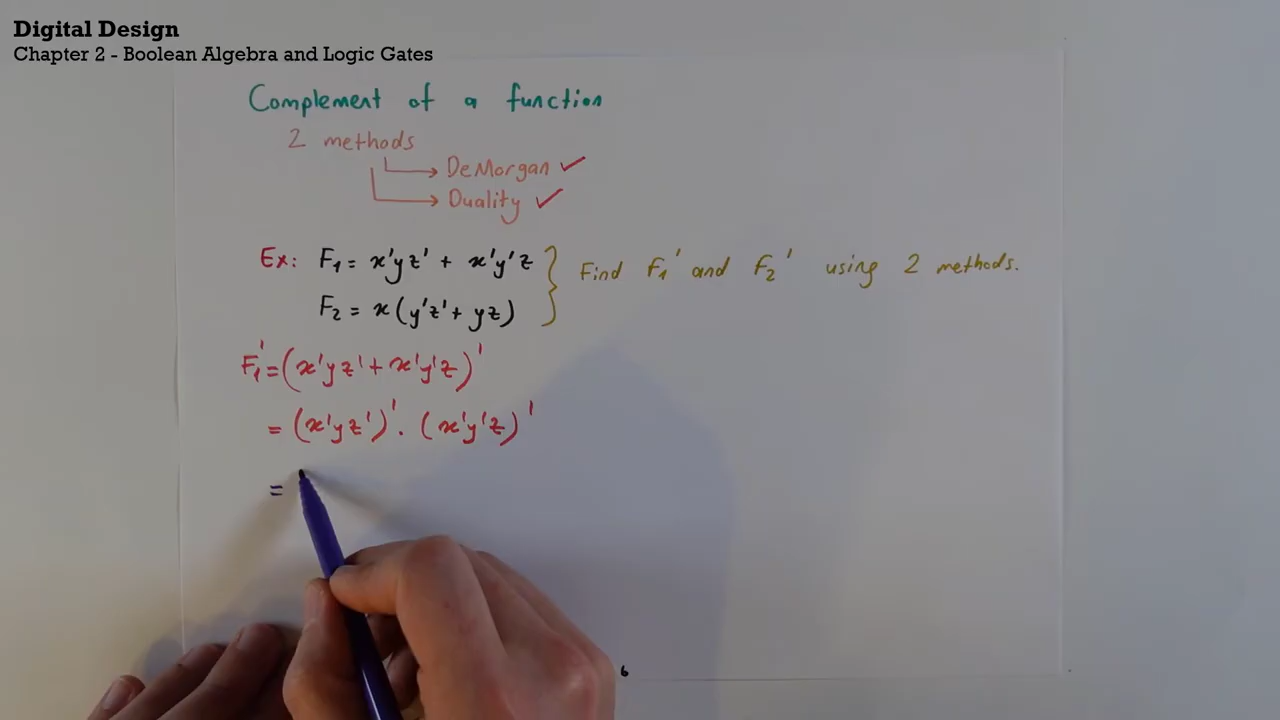 Digital Design
Chapter 2 - Boolean Algebra and Logic Gates
Complement of a function
2 methods
DeMorgan ✓
Duality ✓
Ex: F₁ = x'yz' + x'y'z } Find F₁' and F₂' using 2 methods.
F₂ = x(y'z' + yz)
F₁' = (x'yz' + x'y'z)'
= (x'yz')' . (x'y'z)'
=
6